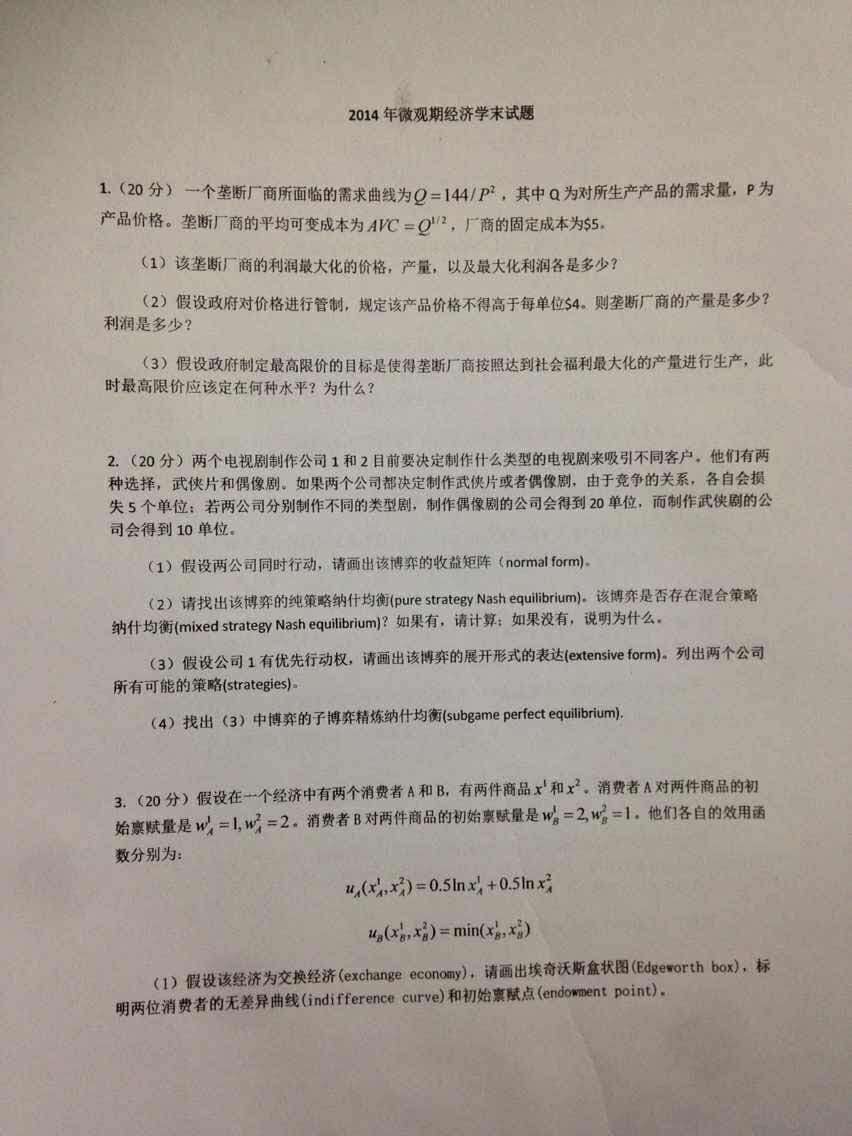 2014 年微观期经济学末试题
1.（20 分） 一个垄断厂商所面临的需求曲线为 Q = 144 / P² ，其中 Q 为对所生产产品的需求量，P 为
产品价格。垄断厂商的平均可变成本为 AVC = Q^{1/2} ，厂商的固定成本为$5。
（1）该垄断厂商的利润最大化的价格，产量，以及最大化利润各是多少？
（2）假设政府对价格进行管制，规定该产品价格不得高于每单位$4。则垄断厂商的产量是多少？
利润是多少？
（3）假设政府制定最高限价的目标是使得垄断厂商按照达到社会福利最大化的产量进行生产，此
时最高限价应该定在何种水平？为什么？
2. （20 分）两个电视剧制作公司 1 和 2 目前要决定制作什么类型的电视剧来吸引不同客户。他们有两
种选择，武侠片和偶像剧。如果两个公司都决定制作武侠片或者偶像剧，由于竞争的关系，各自会损
失 5 个单位；若两公司分别制作不同的类型剧，制作偶像剧的公司会得到 20 单位，而制作武侠剧的公
司会得到 10 单位。
（1）假设两公司同时行动，请画出该博弈的收益矩阵（normal form）。
（2）请找出该博弈的纯策略纳什均衡(pure strategy Nash equilibrium)。该博弈是否存在混合策略
纳什均衡(mixed strategy Nash equilibrium)？如果有，请计算；如果没有，说明为什么。
（3）假设公司 1 有优先行动权，请画出该博弈的展开形式的表达(extensive form)。列出两个公司
所有可能的策略(strategies)。
（4）找出（3）中博弈的子博弈精炼纳什均衡(subgame perfect equilibrium).
3. （20 分）假设在一个经济中有两个消费者 A 和 B，有两件商品 x¹ 和 x² 。消费者 A 对两件商品的初
始禀赋量是 w_A^1 = 1, w_A^2 = 2 。消费者 B 对两件商品的初始禀赋量是 w_B^1 = 2, w_B^2 = 1 。他们各自的效用函
数分别为：
u_A(x_A^1, x_A^2) = 0.5 ln x_A^1 + 0.5 ln x_A^2
u_B(x_B^1, x_B^2) = min(x_B^1, x_B^2)
（1）假设该经济为交换经济(exchange economy)，请画出埃奇沃斯盒状图(Edgeworth box)，标
明两位消费者的无差异曲线(indifference curve)和初始禀赋点(endowment point)。